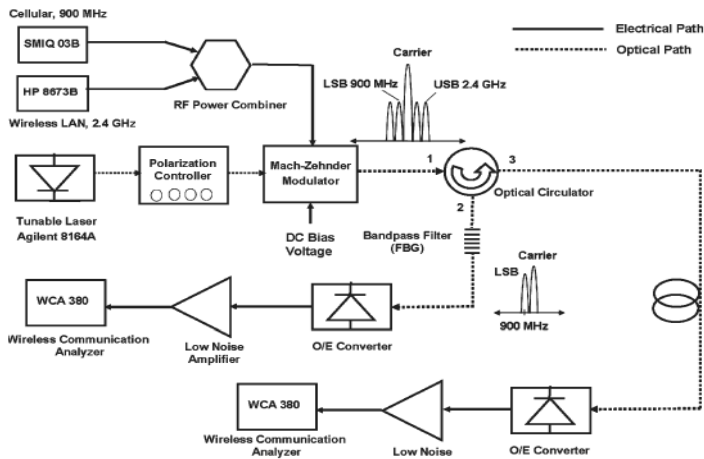 Cellular, 900 MHz
SMIQ 03B
HP 8673B
Wireless LAN, 2.4 GHz
RF Power Combiner
Electrical Path
Optical Path
Carrier
LSB 900 MHz
USB 2.4 GHz
Tunable Laser
Agilent 8164A
Polarization
Controller
Mach-Zehnder
Modulator
DC Bias
Voltage
1
3
2
Optical Circulator
Bandpass Filter
(FBG)
Carrier
LSB
900 MHz
WCA 380
Wireless Communication
Analyzer
Low Noise
Amplifier
O/E Converter
WCA 380
Wireless Communication
Analyzer
Low Noise
O/E Converter